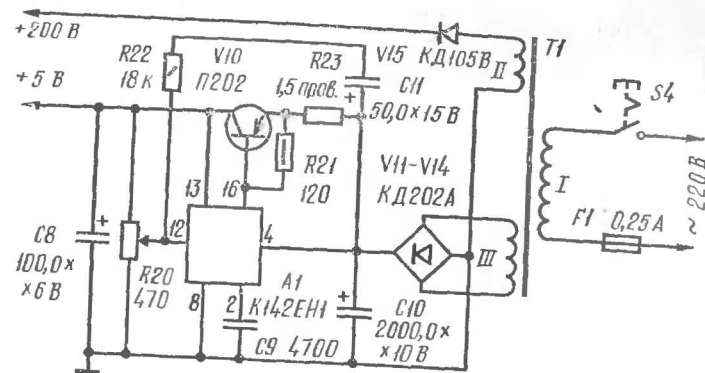 +200 В
R22
18 к
V10
П202
R23
1,5 пров.
V15
КД105В
II
T1
C11
50,0×15 В
S4
+5 В
+
13
16
R21
120
V11-V14
КД202А
I
~ 220 В
F1
0,25 А
12
4
III
+
C8
100,0×
×6 В
R20
470
8
2
A1
К142ЕН1
C9 4700
+
C10
2000,0×
×10 В